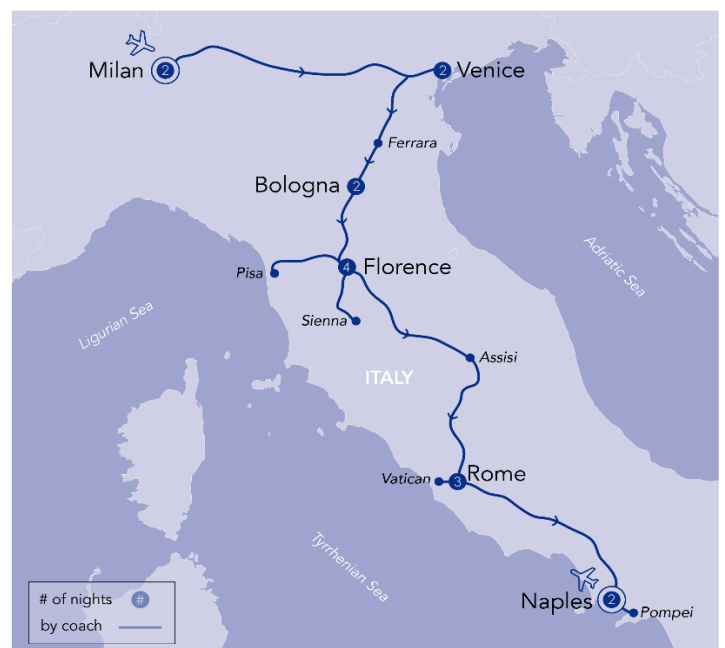 Milan
2
2
Venice
Ferrara
Bologna
2
Adriatic Sea
Pisa
4
Florence
Ligurian Sea
Sienna
Assisi
ITALY
Vatican
3
Rome
Tyrrhenian Sea
# of nights #
by coach
Naples
2
Pompei